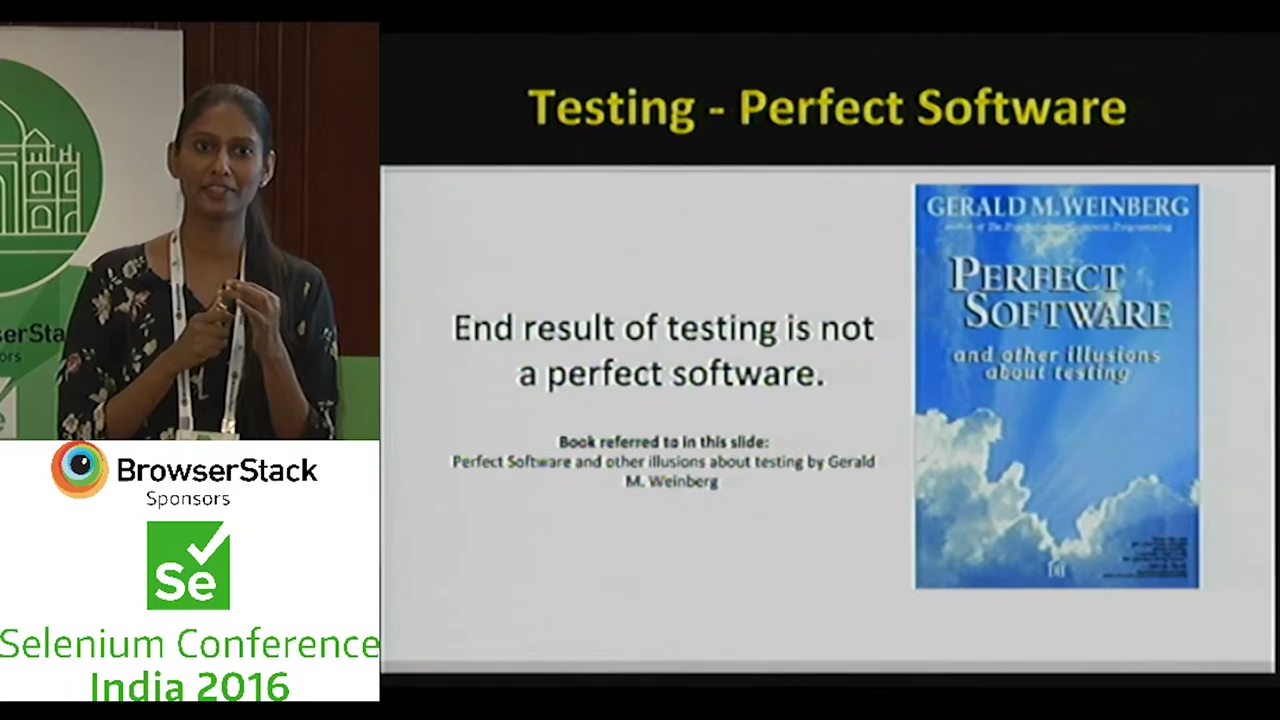 Testing - Perfect Software
End result of testing is not
a perfect software.
Book referred to in this slide:
Perfect Software and other illusions about testing by Gerald
M. Weinberg
GERALD M. WEINBERG
PERFECT
SOFTWARE
and other illusions
about testing
BrowserStack
Sponsors
Se
Selenium Conference
India 2016